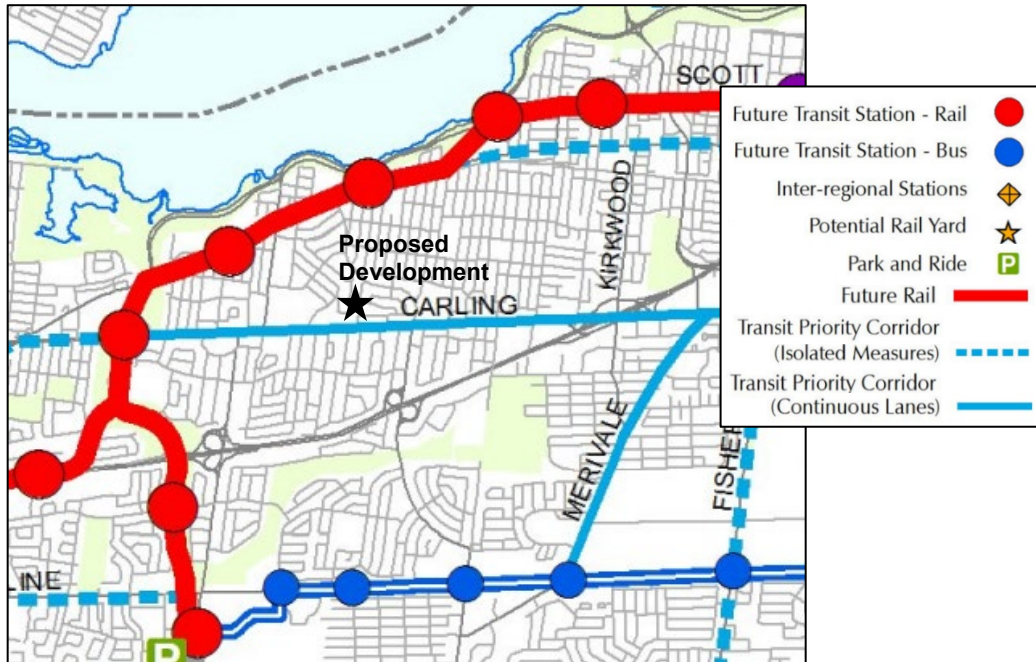 SCOTT
KIRKWOOD
Proposed
Development
CARLING
MERIVALE
FISHER
INE
P
Future Transit Station - Rail
Future Transit Station - Bus
Inter-regional Stations
Potential Rail Yard
Park and Ride
P
Future Rail
Transit Priority Corridor
(Isolated Measures)
Transit Priority Corridor
(Continuous Lanes)